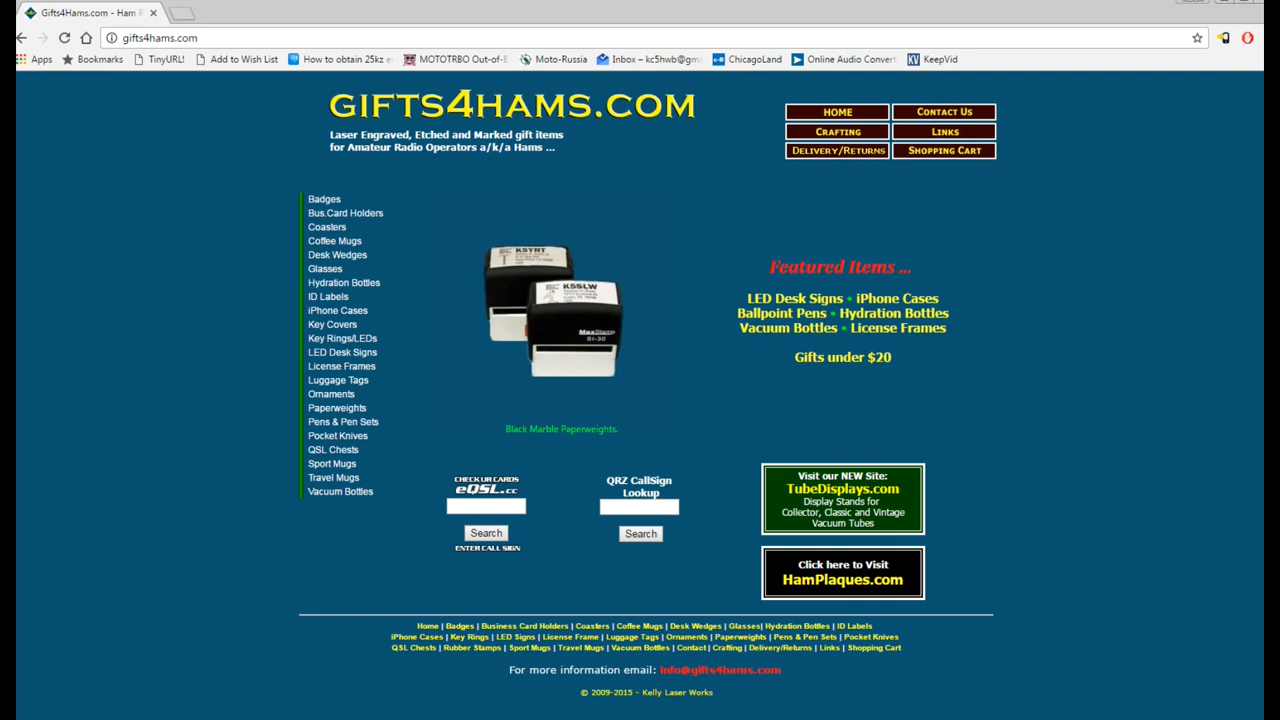 Gifts4Hams.com - Ham
gifts4hams.com
Apps
Bookmarks
TinyURL!
Add to Wish List
How to obtain 25kz
MOTOTRBO Out-of-B
Moto-Russia
Inbox – kc5hwb@gm
ChicagoLand
Online Audio Convert
KeepVid
GIFTS4HAMS.COM
Laser Engraved, Etched and Marked gift items
for Amateur Radio Operators a/k/a Hams ...
HOME
CONTACT US
CRAFTING
LINKS
DELIVERY/RETURNS
SHOPPING CART
Badges
Bus.Card Holders
Coasters
Coffee Mugs
Desk Wedges
Glasses
Hydration Bottles
ID Labels
iPhone Cases
Key Covers
Key Rings/LEDs
LED Desk Signs
License Frames
Luggage Tags
Ornaments
Paperweights
Pens & Pen Sets
Pocket Knives
QSL Chests
Sport Mugs
Travel Mugs
Vacuum Bottles
K5YRT
K5SLW
MaxStamp
SI-30
Black Marble Paperweights.
Featured Items ...
LED Desk Signs • iPhone Cases
Ballpoint Pens • Hydration Bottles
Vacuum Bottles • License Frames
Gifts under $20
CHECK UR CARDS
eQSL.cc
Search
ENTER CALL SIGN
QRZ CallSign
Lookup
Search
Visit our NEW Site:
TubeDisplays.com
Display Stands for
Collector, Classic and Vintage
Vacuum Tubes
Click here to Visit
HamPlaques.com
Home | Badges | Business Card Holders | Coasters | Coffee Mugs | Desk Wedges | Glasses| Hydration Bottles | ID Labels
iPhone Cases | Key Rings | LED Signs | License Frame | Luggage Tags | Ornaments | Paperweights | Pens & Pen Sets | Pocket Knives
QSL Chests | Rubber Stamps | Sport Mugs | Travel Mugs | Vacuum Bottles | Contact | Crafting | Delivery/Returns | Links | Shopping Cart
For more information email: info@gifts4hams.com
© 2009-2015 - Kelly Laser Works